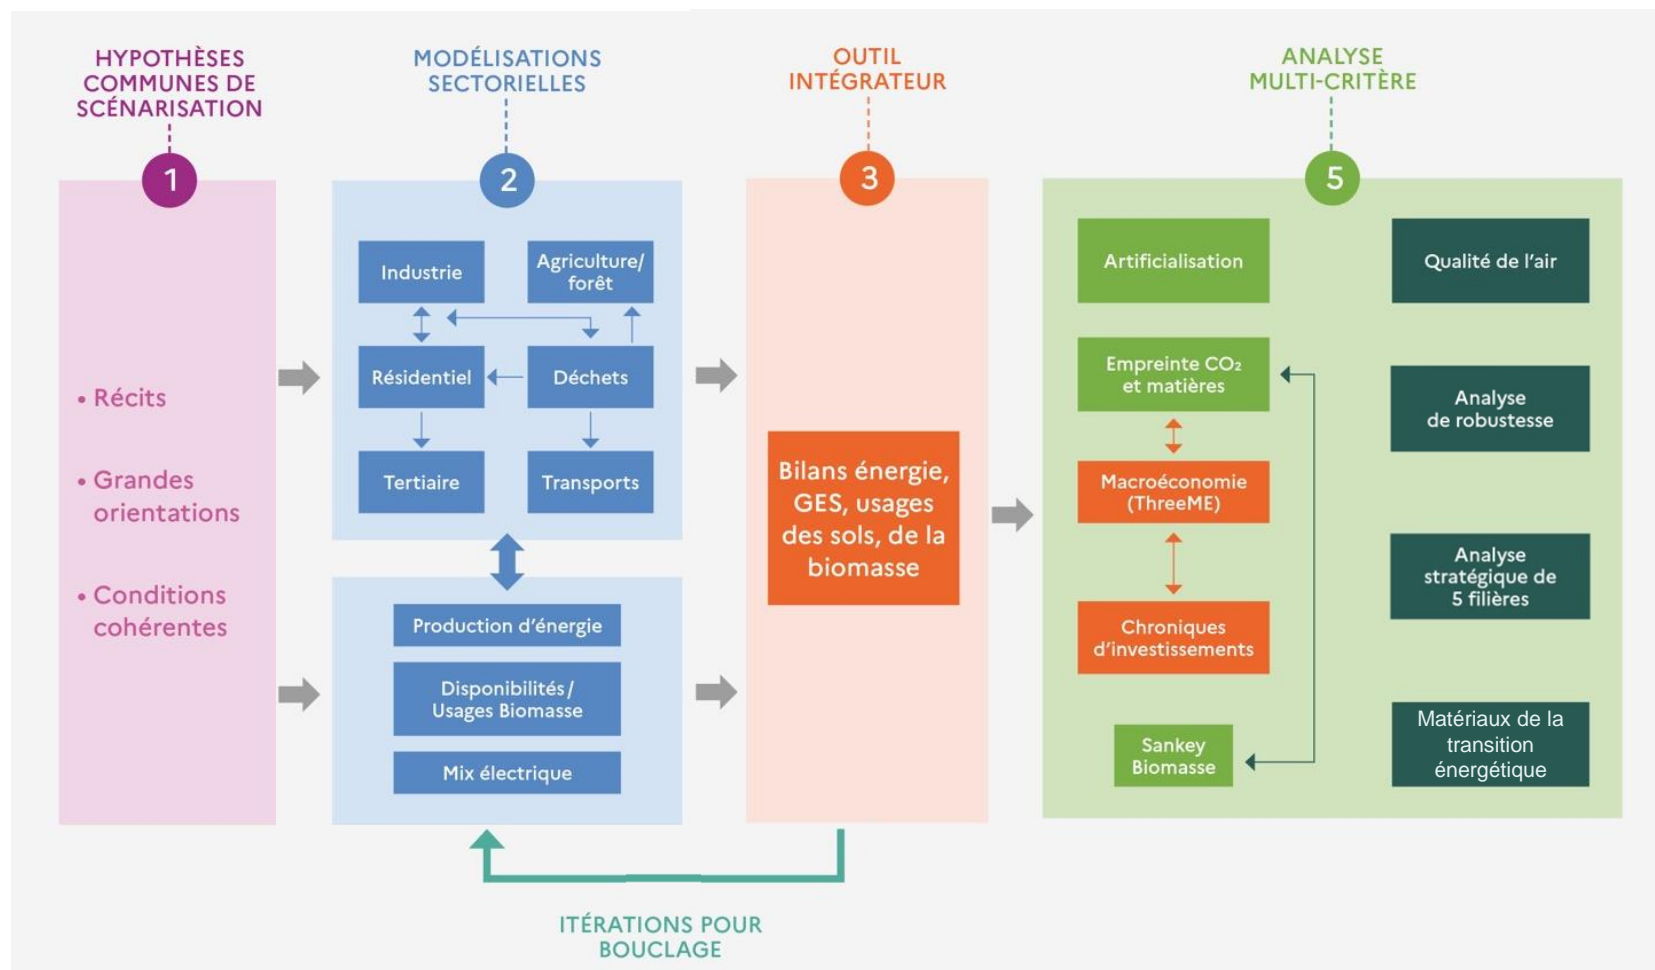 HYPOTHÈSES
COMMUNES DE
SCÉNARISATION
1
• Récits
• Grandes
orientations
• Conditions
cohérentes
MODÉLISATIONS
SECTORIELLES
2
Industrie
Agriculture/
forêt
Résidentiel
Déchets
Tertiaire
Transports
Production d'énergie
Disponibilités/
Usages Biomasse
Mix électrique
OUTIL
INTÉGRATEUR
3
Bilans énergie,
GES, usages
des sols, de la
biomasse
ANALYSE
MULTI-CRITÈRE
5
Artificialisation
Empreinte CO₂
et matières
Macroéconomie
(ThreeME)
Chroniques
d'investissements
Sankey
Biomasse
Qualité de l'air
Analyse
de robustesse
Analyse
stratégique de
5 filières
Matériaux de la
transition
énergétique
ITÉRATIONS POUR
BOUCLAGE